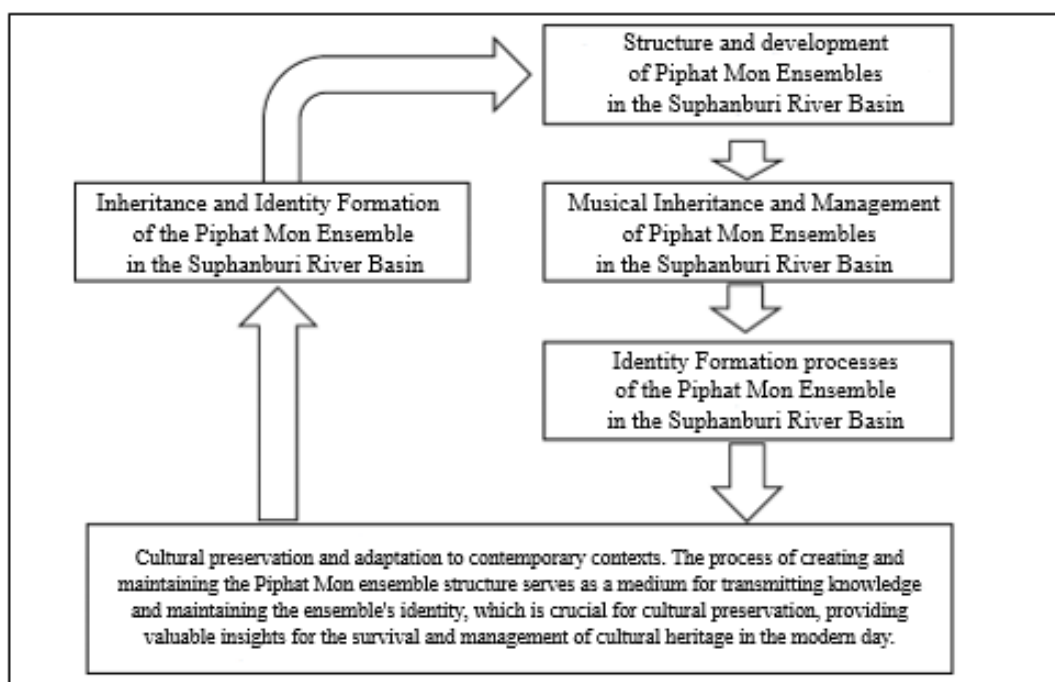 Structure and development
of Piphat Mon Ensembles
in the Suphanburi River Basin
Inheritance and Identity Formation
of the Piphat Mon Ensemble
in the Suphanburi River Basin
Musical Inheritance and Management
of Piphat Mon Ensembles
in the Suphanburi River Basin
Identity Formation processes
of the Piphat Mon Ensemble
in the Suphanburi River Basin
Cultural preservation and adaptation to contemporary contexts. The process of creating and
maintaining the Piphat Mon ensemble structure serves as a medium for transmitting knowledge
and maintaining the ensemble's identity, which is crucial for cultural preservation, providing
valuable insights for the survival and management of cultural heritage in the modern day.